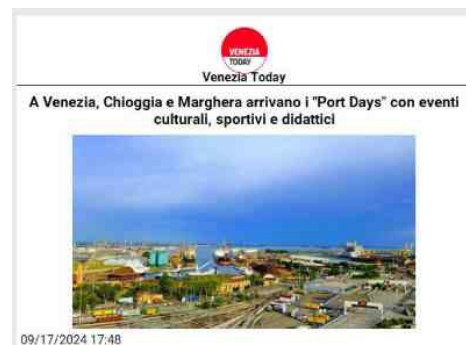 VENEZIA
TODAY
Venezia Today
A Venezia, Chioggia e Marghera arrivano i "Port Days" con eventi
culturali, sportivi e didattici
09/17/2024 17:48